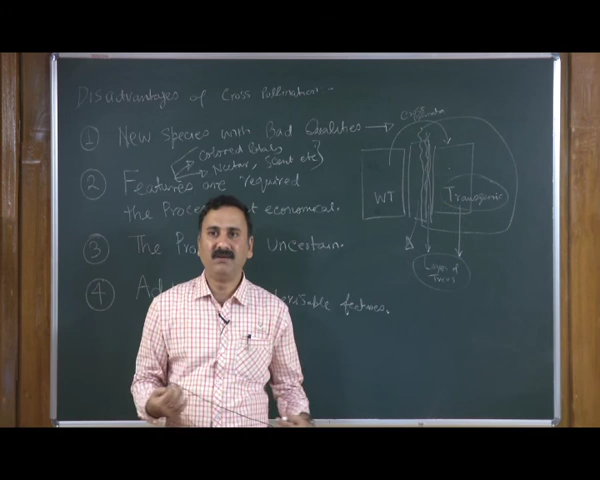 Disadvantages of Cross Pollination -
① New Species with Bad Qualities →
Colored Petals
Nectar, Scent etc)
② Features are required
the Proce economical.
③ The Pro Uncertain.
④ Ad features.
Cross
WT
Transgenic
Layer of
Trees